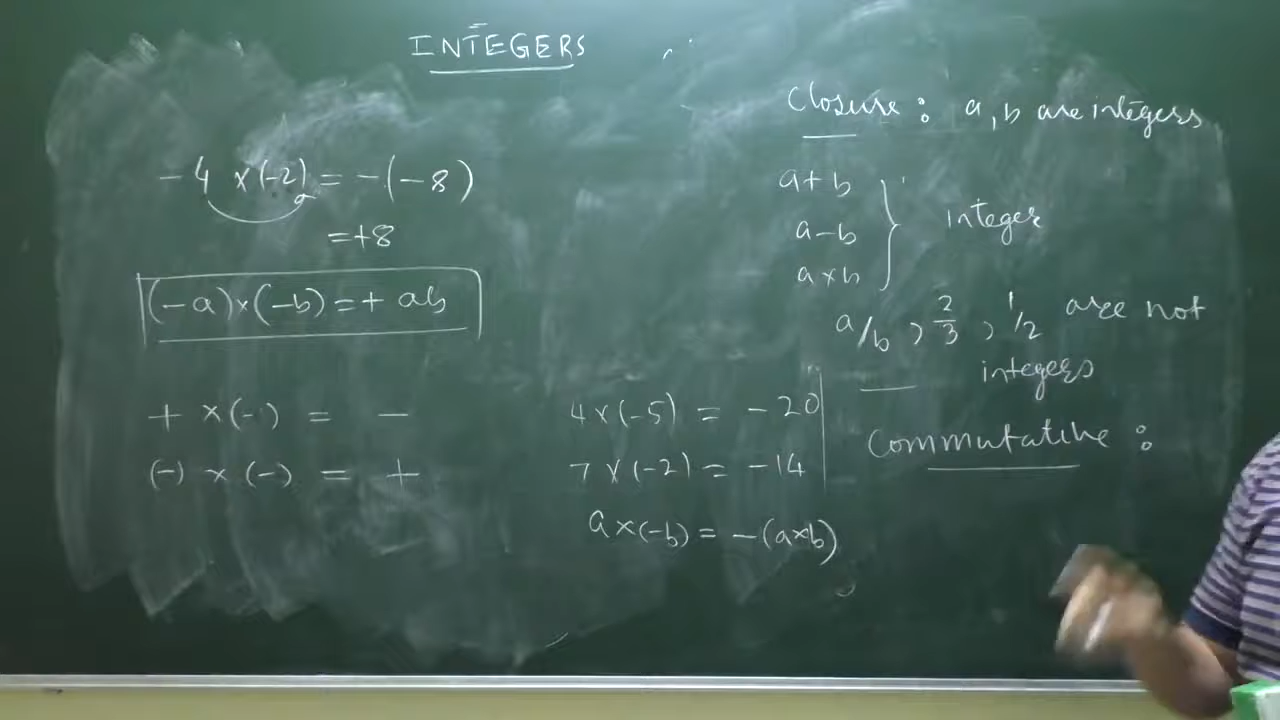 INTEGERS
-4 ×(-2) = -(-8)
=+8
(-a)×(-b)=+ ab
+ ×(-) = -
(-) × (-) = +
4×(-5) = -20
7×(-2) = -14
a×(-b) = -(a×b)
Closure : a, b are integers
a+b
a-b
a×b
} integer
a/b , 2/3 , 1/2 are not
integers
Commutative :